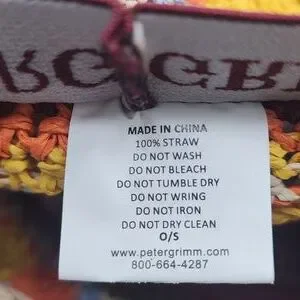 RGGRI
MADE IN CHINA
100% STRAW
DO NOT WASH
DO NOT BLEACH
DO NOT TUMBLE DRY
DO NOT WRING
DO NOT IRON
DO NOT DRY CLEAN
O/S
www.petergrimm.com
800-664-4287